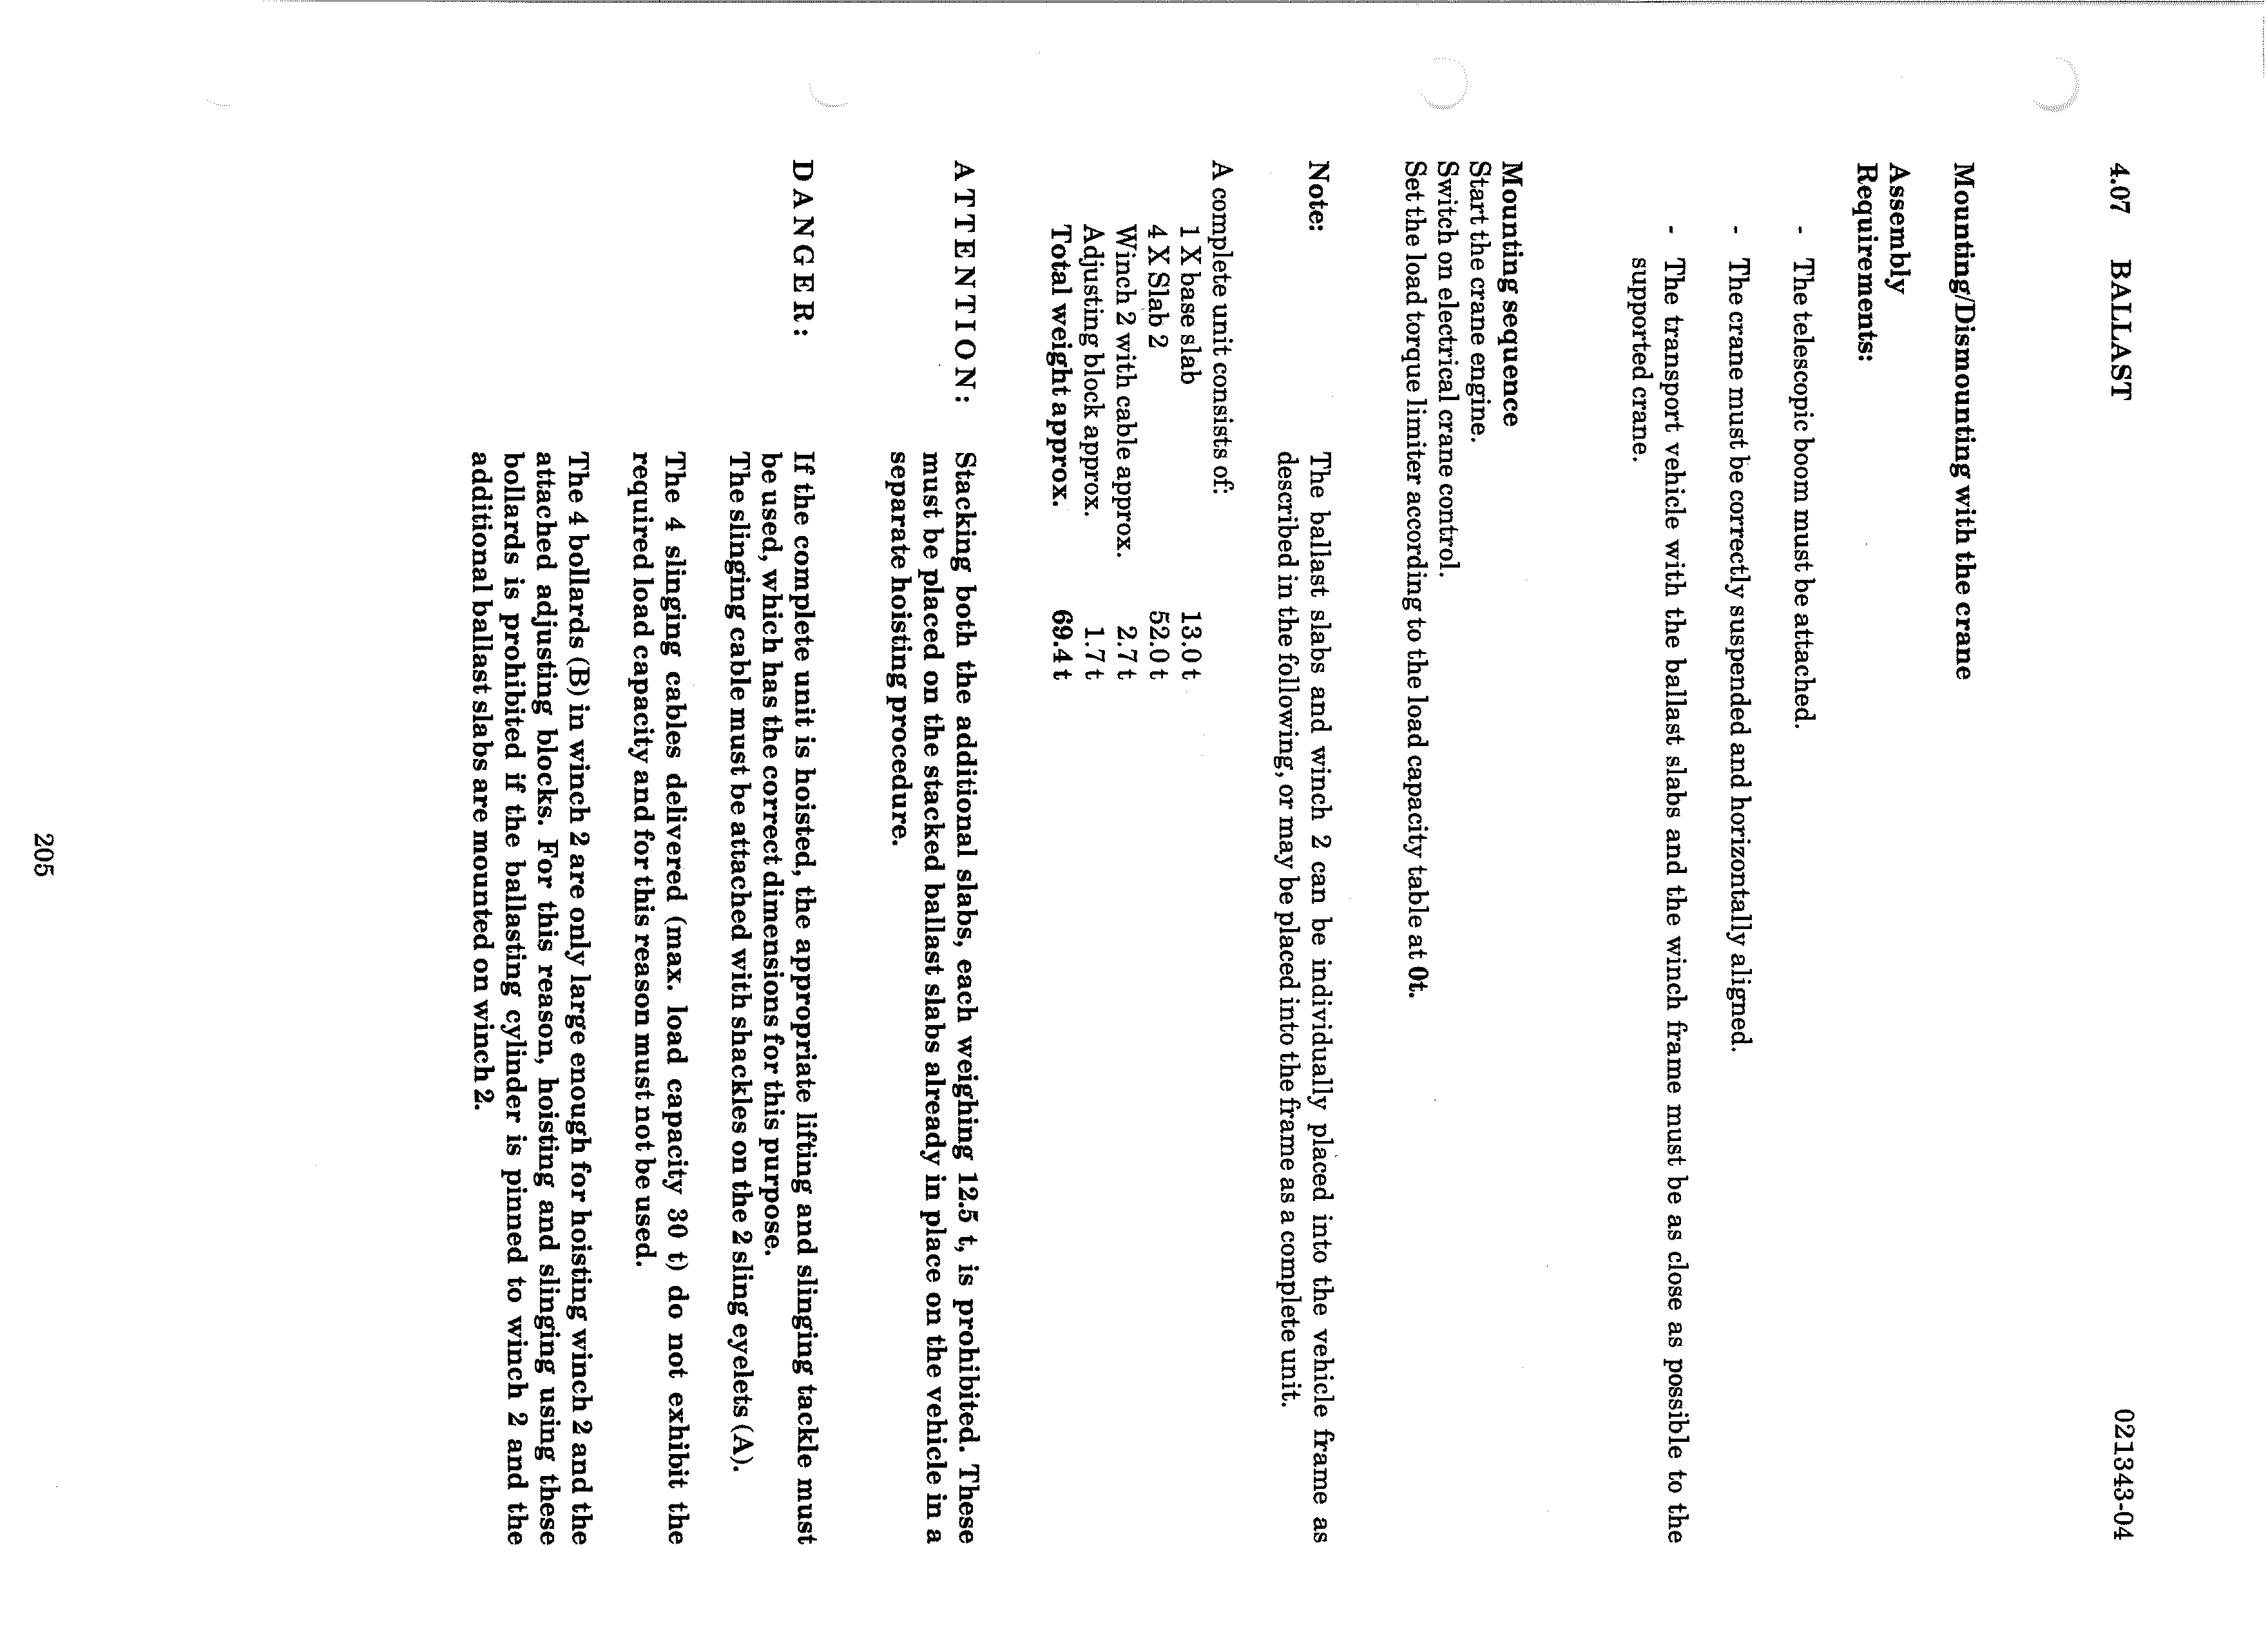 4.07 BALLAST 021343-04
Mounting/Dismounting with the crane
Assembly
Requirements:
- The telescopic boom must be attached.
- The crane must be correctly suspended and horizontally aligned.
- The transport vehicle with the ballast slabs and the winch frame must be as close as possible to the
supported crane.
Mounting sequence
Start the crane engine.
Switch on electrical crane control.
Set the load torque limiter according to the load capacity table at 0t.
Note: The ballast slabs and winch 2 can be individually placed into the vehicle frame as
described in the following, or may be placed into the frame as a complete unit.
A complete unit consists of:
1 X base slab 13.0 t
4 X Slab 2 52.0 t
Winch 2 with cable approx. 2.7 t
Adjusting block approx. 1.7 t
Total weight approx. 69.4 t
ATTENTION: Stacking both the additional slabs, each weighing 12.5 t, is prohibited. These
must be placed on the stacked ballast slabs already in place on the vehicle in a
separate hoisting procedure.
DANGER: If the complete unit is hoisted, the appropriate lifting and slinging tackle must
be used, which has the correct dimensions for this purpose.
The slinging cable must be attached with shackles on the 2 sling eyelets (A).
The 4 slinging cables delivered (max. load capacity 30 t) do not exhibit the
required load capacity and for this reason must not be used.
The 4 bollards (B) in winch 2 are only large enough for hoisting winch 2 and the
attached adjusting blocks. For this reason, hoisting and slinging using these
bollards is prohibited if the ballasting cylinder is pinned to winch 2 and the
additional ballast slabs are mounted on winch 2.
205